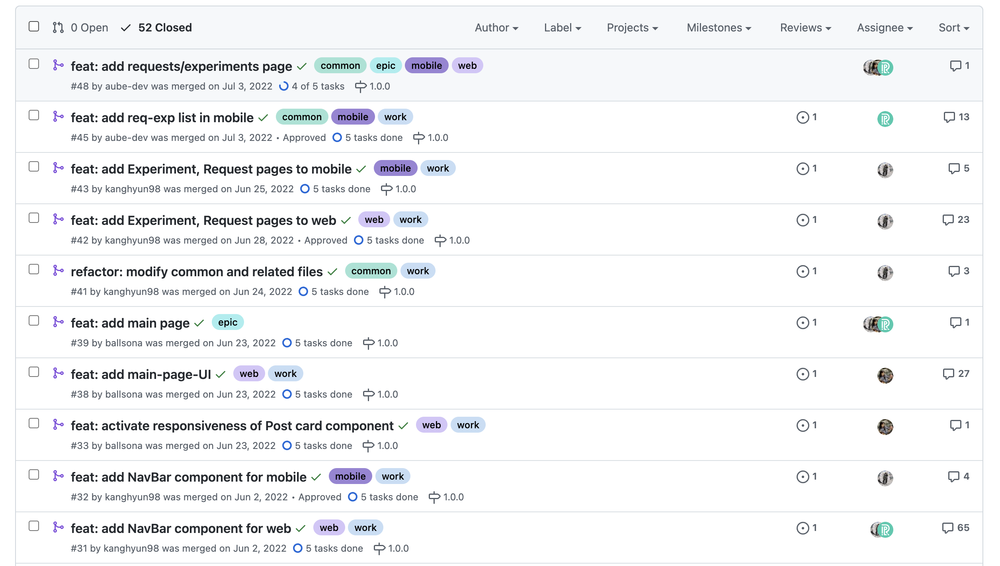 0 Open 52 Closed Author Label Projects Milestones Reviews Assignee Sort
feat: add requests/experiments page common epic mobile web 1
#48 by aube-dev was merged on Jul 3, 2022 4 of 5 tasks 1.0.0
feat: add req-exp list in mobile common mobile work 1 13
#45 by aube-dev was merged on Jul 3, 2022 • Approved 5 tasks done 1.0.0
feat: add Experiment, Request pages to mobile mobile work 1 5
#43 by kanghyun98 was merged on Jun 25, 2022 5 tasks done 1.0.0
feat: add Experiment, Request pages to web web work 1 23
#42 by kanghyun98 was merged on Jun 28, 2022 • Approved 5 tasks done 1.0.0
refactor: modify common and related files common work 1 3
#41 by kanghyun98 was merged on Jun 24, 2022 5 tasks done 1.0.0
feat: add main page epic 1 1
#39 by ballsona was merged on Jun 23, 2022 5 tasks done 1.0.0
feat: add main-page-UI web work 1 27
#38 by ballsona was merged on Jun 23, 2022 5 tasks done 1.0.0
feat: activate responsiveness of Post card component web work 1 1
#33 by ballsona was merged on Jun 23, 2022 5 tasks done 1.0.0
feat: add NavBar component for mobile mobile work 1 4
#32 by kanghyun98 was merged on Jun 2, 2022 • Approved 5 tasks done 1.0.0
feat: add NavBar component for web web work 1 65
#31 by kanghyun98 was merged on Jun 2, 2022 5 tasks done 1.0.0